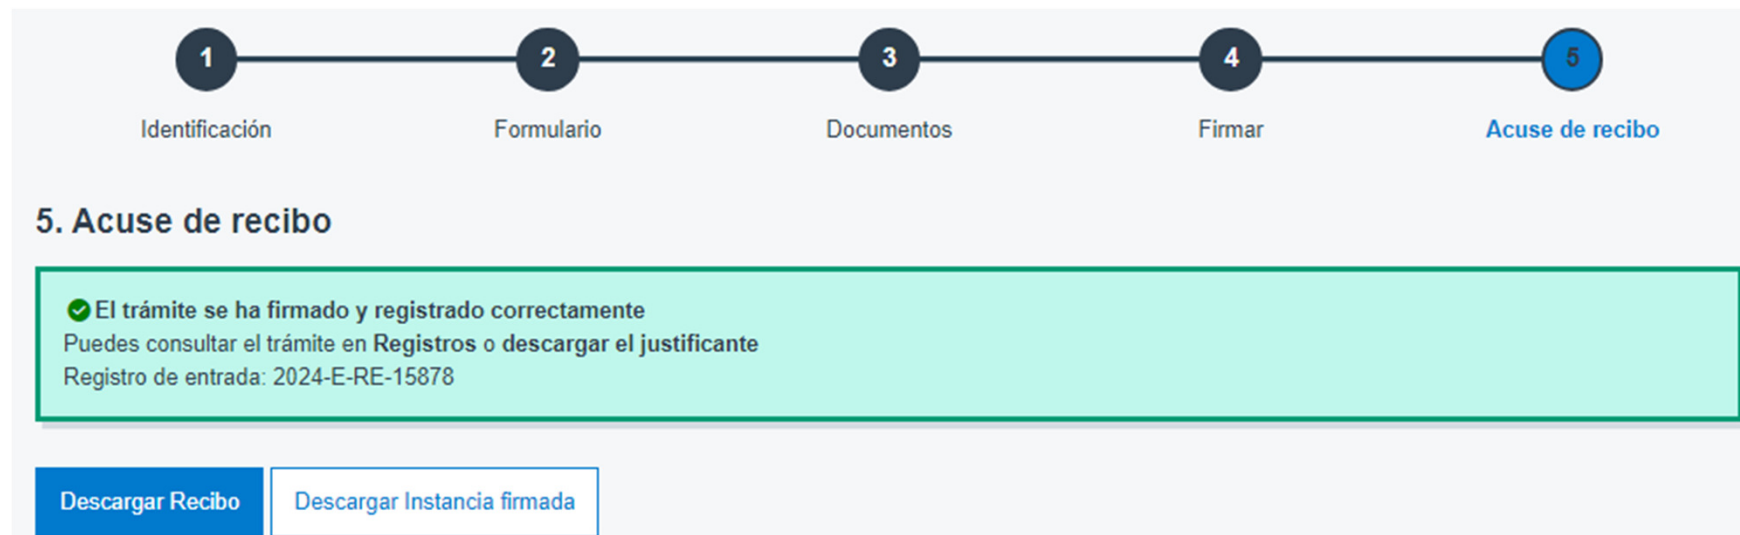 1 2 3 4 5
Identificación Formulario Documentos Firmar Acuse de recibo
5. Acuse de recibo
El trámite se ha firmado y registrado correctamente
Puedes consultar el trámite en Registros o descargar el justificante
Registro de entrada: 2024-E-RE-15878
Descargar Recibo Descargar Instancia firmada